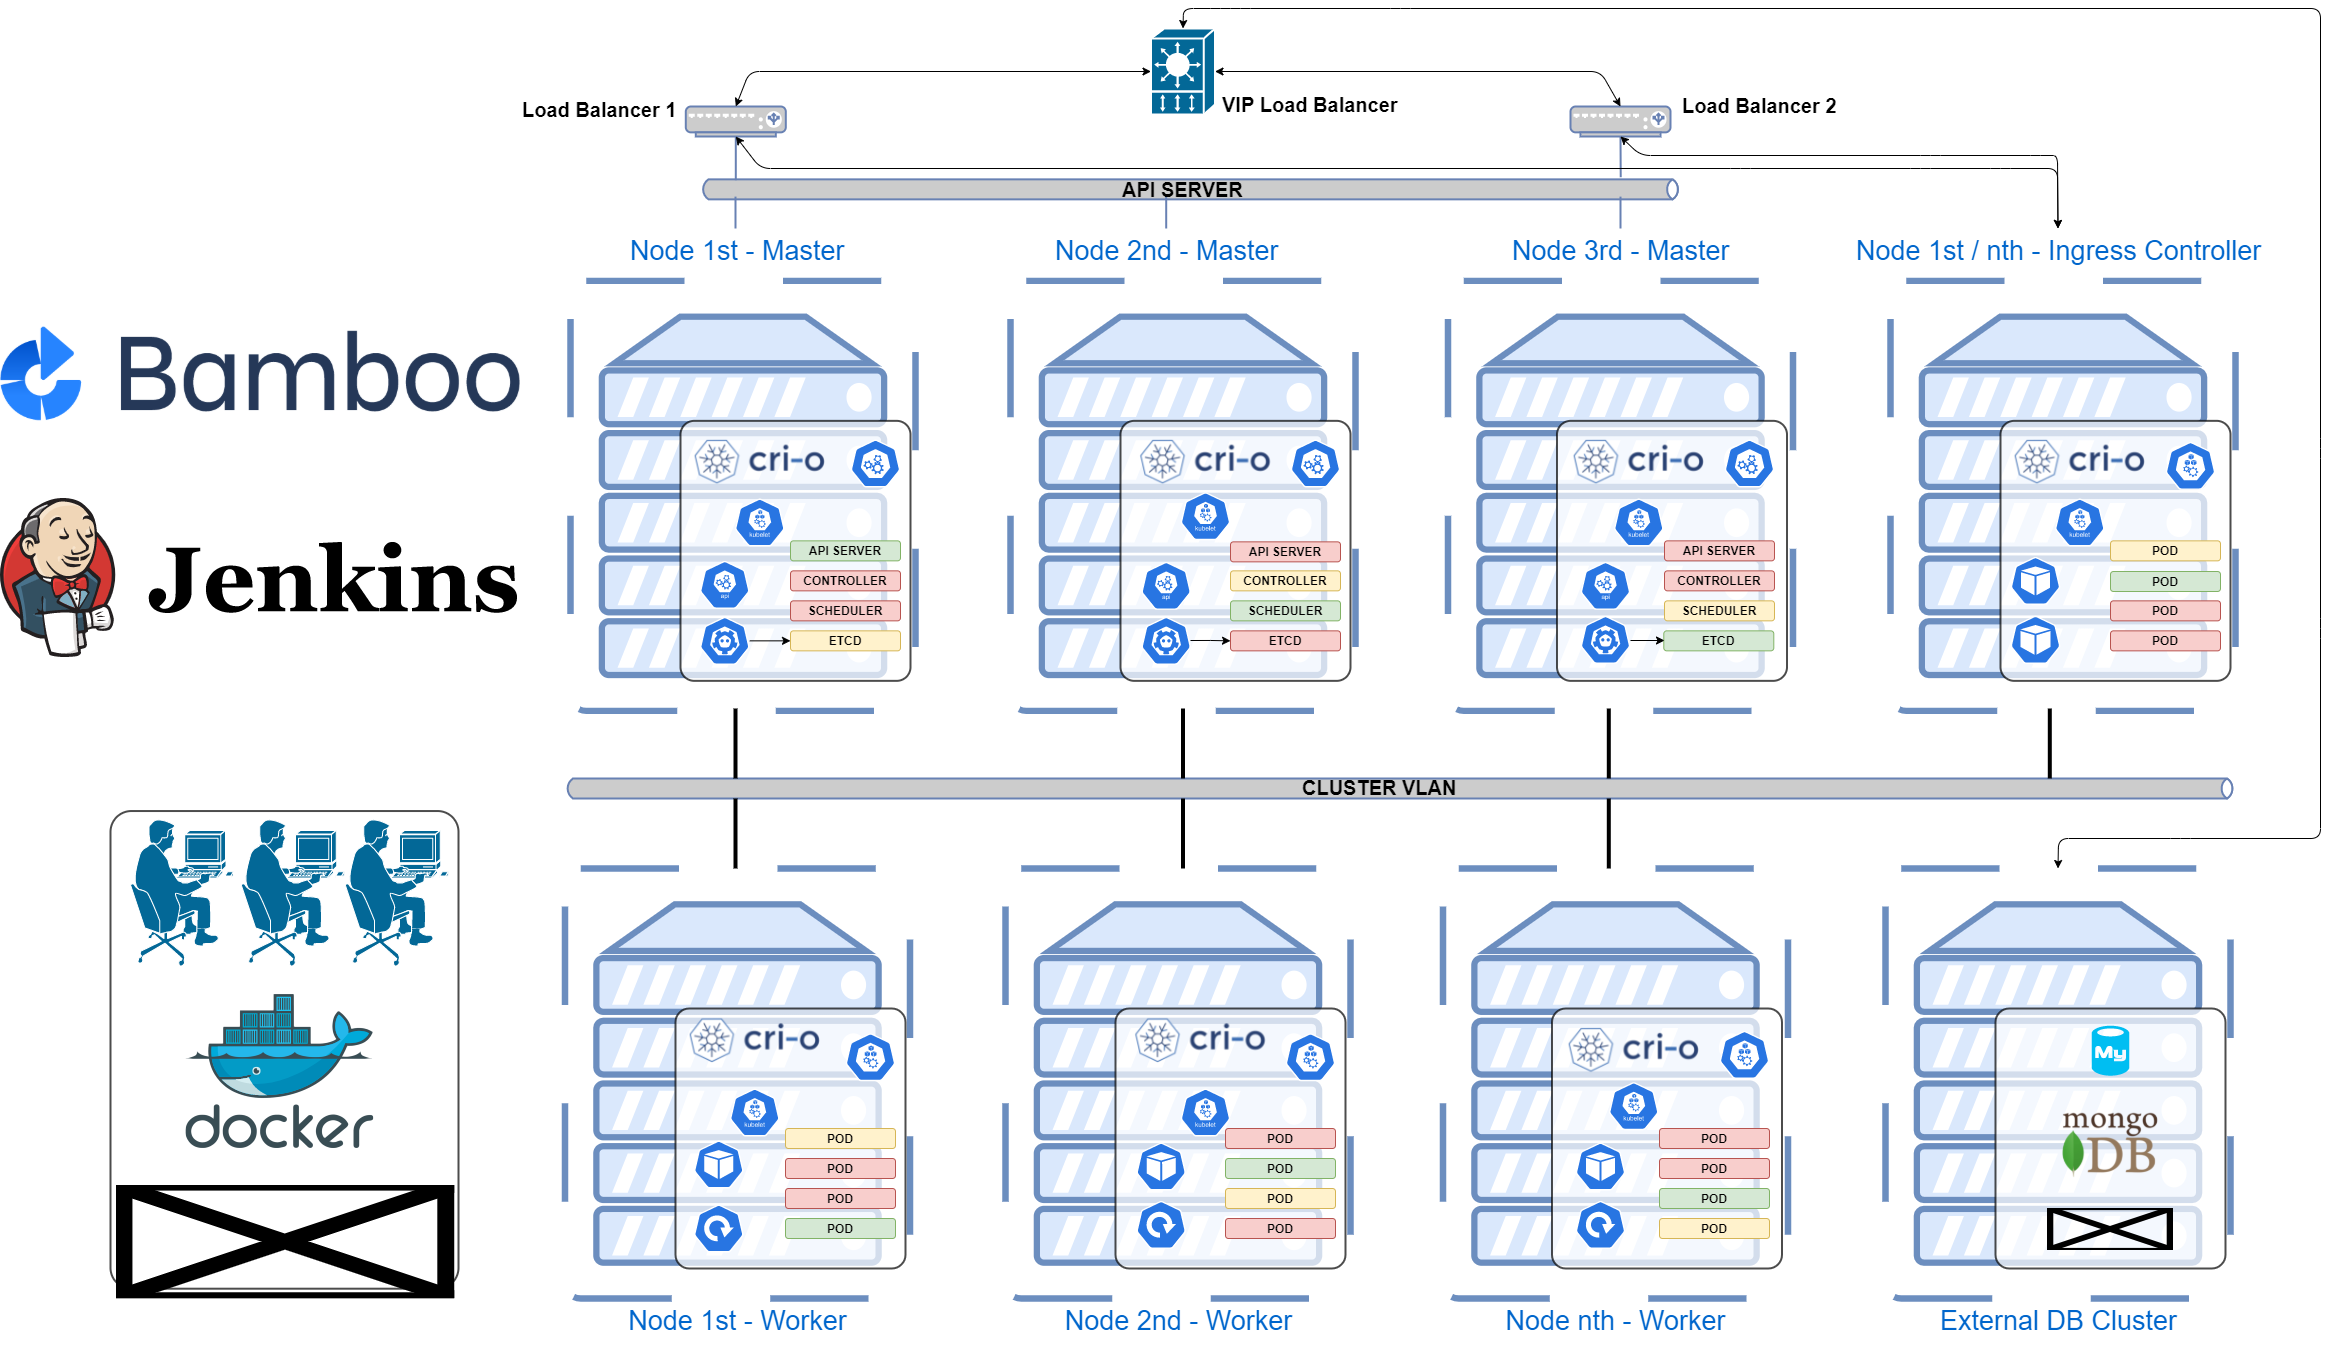 VIP Load Balancer
Load Balancer 1
Load Balancer 2
API SERVER
Node 1st - Master
Node 2nd - Master
Node 3rd - Master
Node 1st / nth - Ingress Controller
Bamboo
Jenkins
cri-o
kubelet
API SERVER
api
CONTROLLER
SCHEDULER
ETCD
cri-o
kubelet
API SERVER
api
CONTROLLER
SCHEDULER
ETCD
cri-o
kubelet
API SERVER
api
CONTROLLER
SCHEDULER
ETCD
cri-o
kubelet
POD
POD
POD
POD
CLUSTER VLAN
docker
cri-o
kubelet
POD
POD
POD
POD
cri-o
kubelet
POD
POD
POD
POD
cri-o
kubelet
POD
POD
POD
POD
My
mongo
DB
Node 1st - Worker
Node 2nd - Worker
Node nth - Worker
External DB Cluster